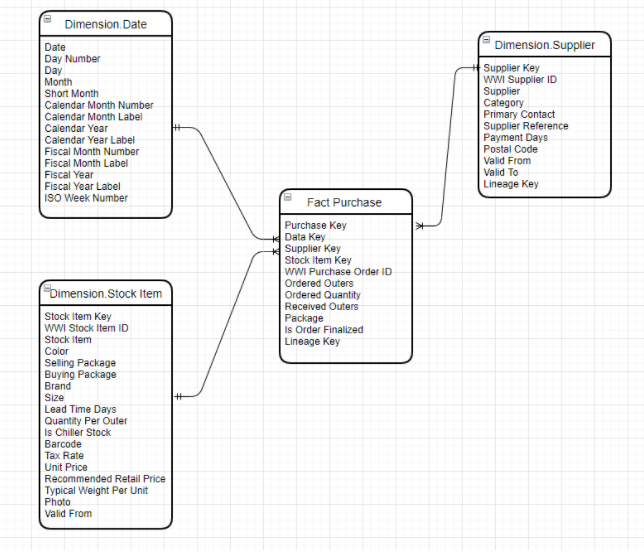 Dimension.Date
Date
Day Number
Day
Month
Short Month
Calendar Month Number
Calendar Month Label
Calendar Year
Calendar Year Label
Fiscal Month Number
Fiscal Month Label
Fiscal Year
Fiscal Year Label
ISO Week Number
Dimension.Supplier
Supplier Key
WWI Supplier ID
Supplier
Category
Primary Contact
Supplier Reference
Payment Days
Postal Code
Valid From
Valid To
Lineage Key
Fact Purchase
Purchase Key
Data Key
Supplier Key
Stock Item Key
WWI Purchase Order ID
Ordered Outers
Ordered Quantity
Received Outers
Package
Is Order Finalized
Lineage Key
Dimension.Stock Item
Stock Item Key
WWI Stock Item ID
Stock Item
Color
Selling Package
Buying Package
Brand
Size
Lead Time Days
Quantity Per Outer
Is Chiller Stock
Barcode
Tax Rate
Unit Price
Recommended Retail Price
Typical Weight Per Unit
Photo
Valid From